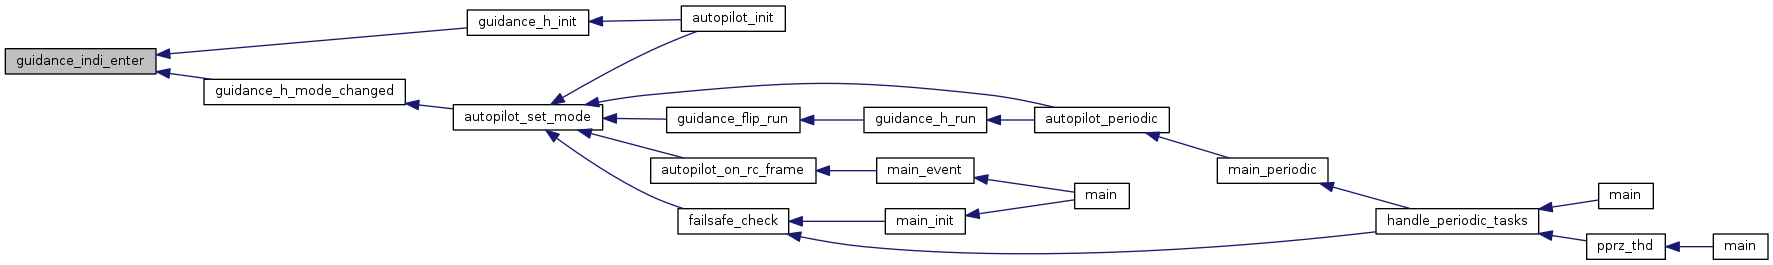 guidance_indi_enter
guidance_h_init
autopilot_init
guidance_h_mode_changed
autopilot_set_mode
guidance_flip_run
guidance_h_run
autopilot_periodic
autopilot_on_rc_frame
main_event
main_periodic
main
failsafe_check
main_init
handle_periodic_tasks
main
pprz_thd
main